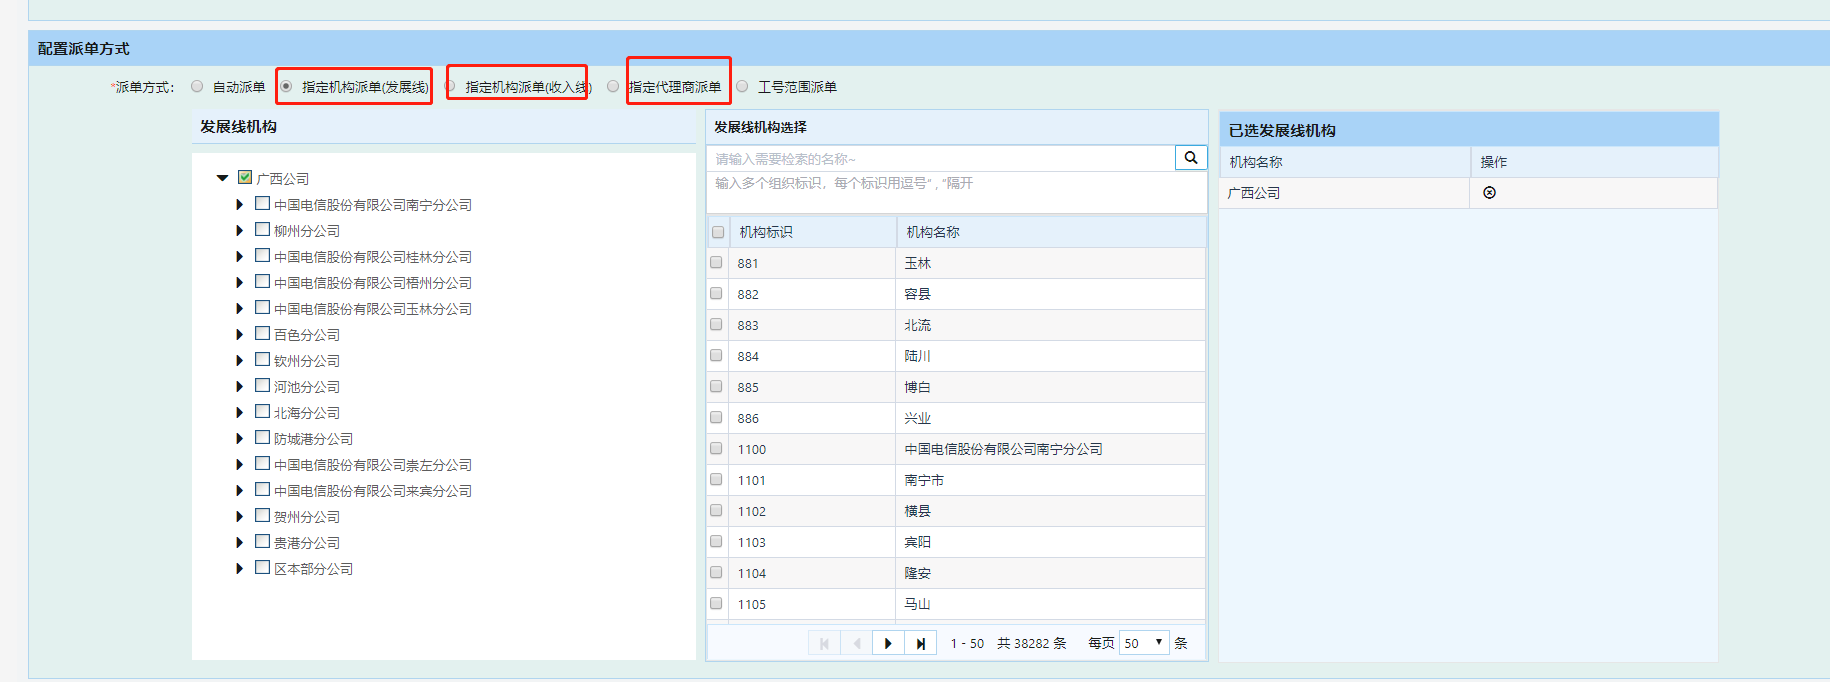 配置派单方式
*派单方式： 自动派单 指定机构派单(发展线) 指定机构派单(收入线) 指定代理商派单 工号范围派单
发展线机构
广西公司
中国电信股份有限公司南宁分公司
柳州分公司
中国电信股份有限公司桂林分公司
中国电信股份有限公司梧州分公司
中国电信股份有限公司玉林分公司
百色分公司
钦州分公司
河池分公司
北海分公司
防城港分公司
中国电信股份有限公司崇左分公司
中国电信股份有限公司来宾分公司
贺州分公司
贵港分公司
区本部分公司
发展线机构选择
请输入需要检索的名称~
输入多个组织标识，每个标识用逗号“，”隔开
机构标识 机构名称
881 玉林
882 容县
883 北流
884 陆川
885 博白
886 兴业
1100 中国电信股份有限公司南宁分公司
1101 南宁市
1102 横县
1103 宾阳
1104 隆安
1105 马山
1 - 50 共 38282 条 每页 50 条
已选发展线机构
机构名称 操作
广西公司